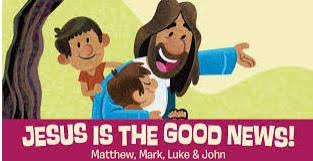 JESUS IS THE GOOD NEWS!
Matthew, Mark, Luke & John